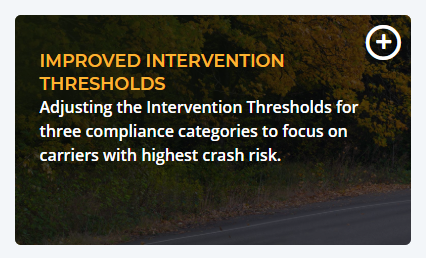 IMPROVED INTERVENTION
THRESHOLDS
Adjusting the Intervention Thresholds for
three compliance categories to focus on
carriers with highest crash risk.